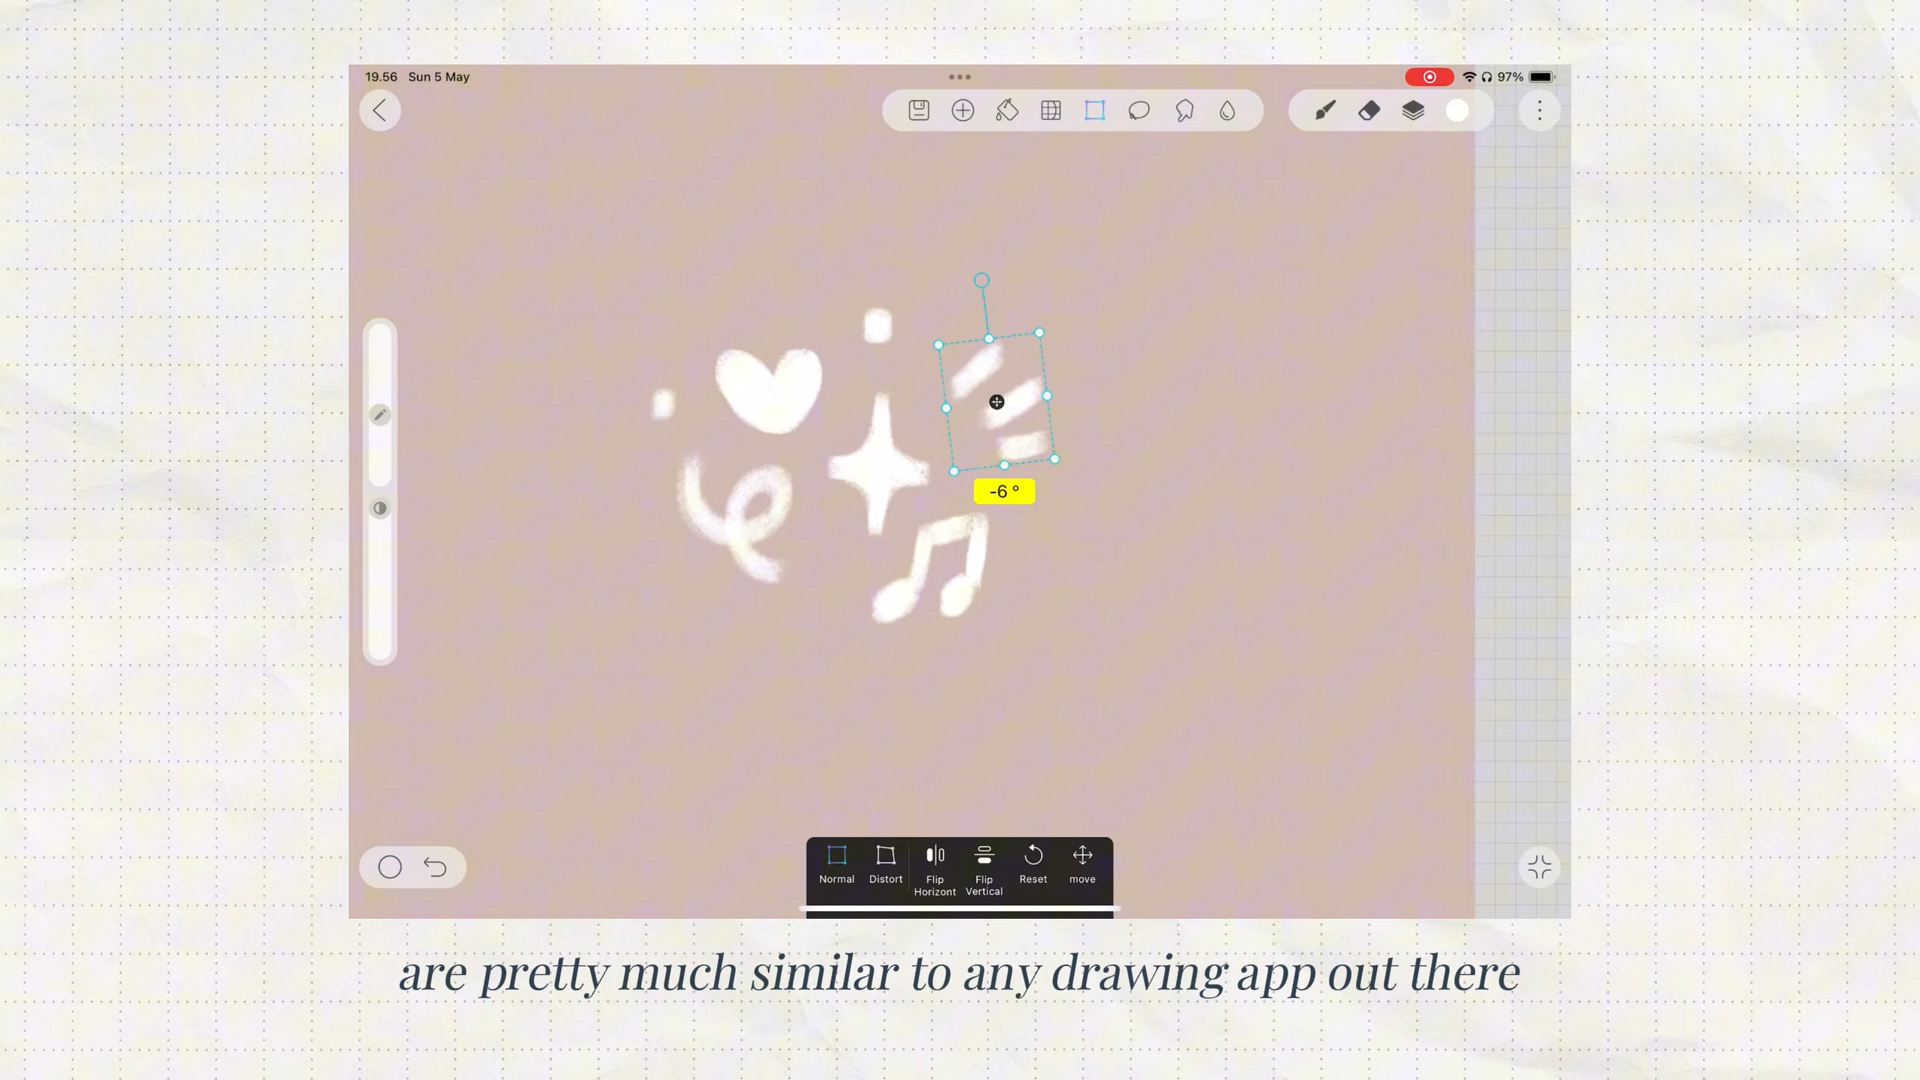 19.56 Sun 5 May
97%
-6 °
Normal
Distort
Flip
Horizont
Flip
Vertical
Reset
move
are pretty much similar to any drawing app out there